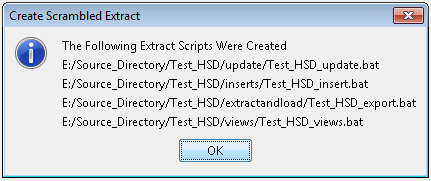 Create Scrambled Extract
The Following Extract Scripts Were Created
E:/Source_Directory/Test_HSD/update/Test_HSD_update.bat
E:/Source_Directory/Test_HSD/inserts/Test_HSD_insert.bat
E:/Source_Directory/Test_HSD/extractandload/Test_HSD_export.bat
E:/Source_Directory/Test_HSD/views/Test_HSD_views.bat
OK